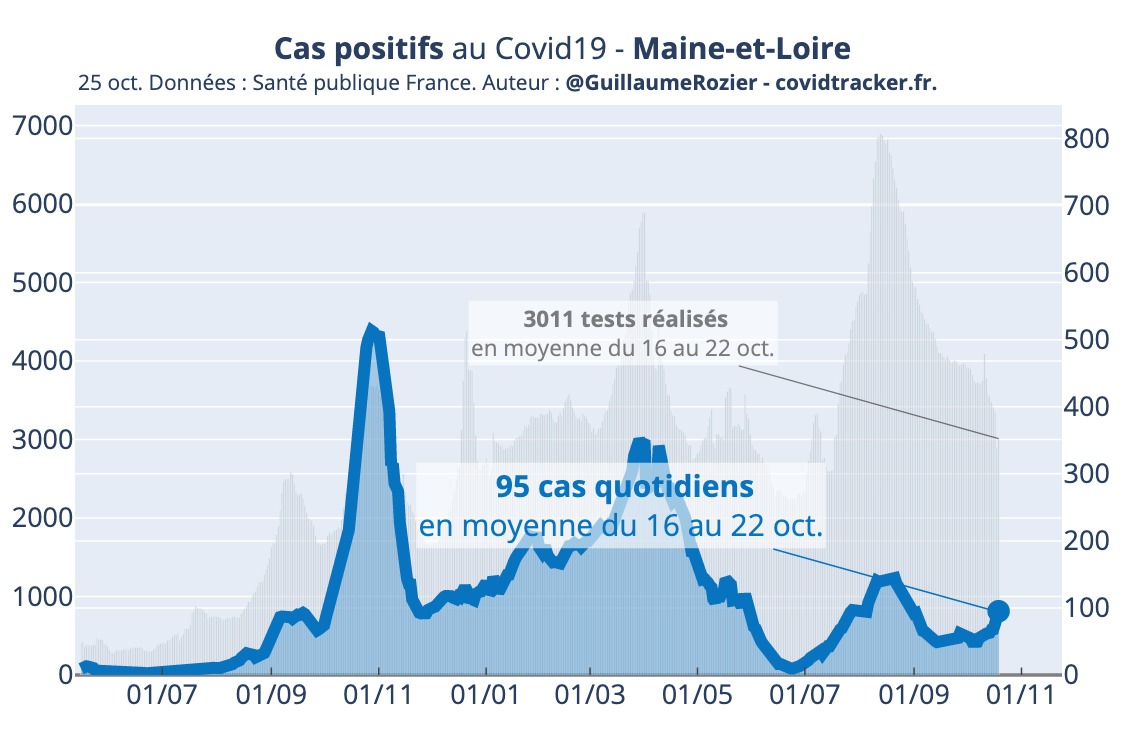 Cas positifs au Covid19 - Maine-et-Loire
25 oct. Données : Santé publique France. Auteur : @GuillaumeRozier - covidtracker.fr.
7000
6000
5000
4000
3000
2000
1000
0
800
700
600
500
400
300
200
100
0
3011 tests réalisés
en moyenne du 16 au 22 oct.
95 cas quotidiens
en moyenne du 16 au 22 oct.
01/07 01/09 01/11 01/01 01/03 01/05 01/07 01/09 01/11